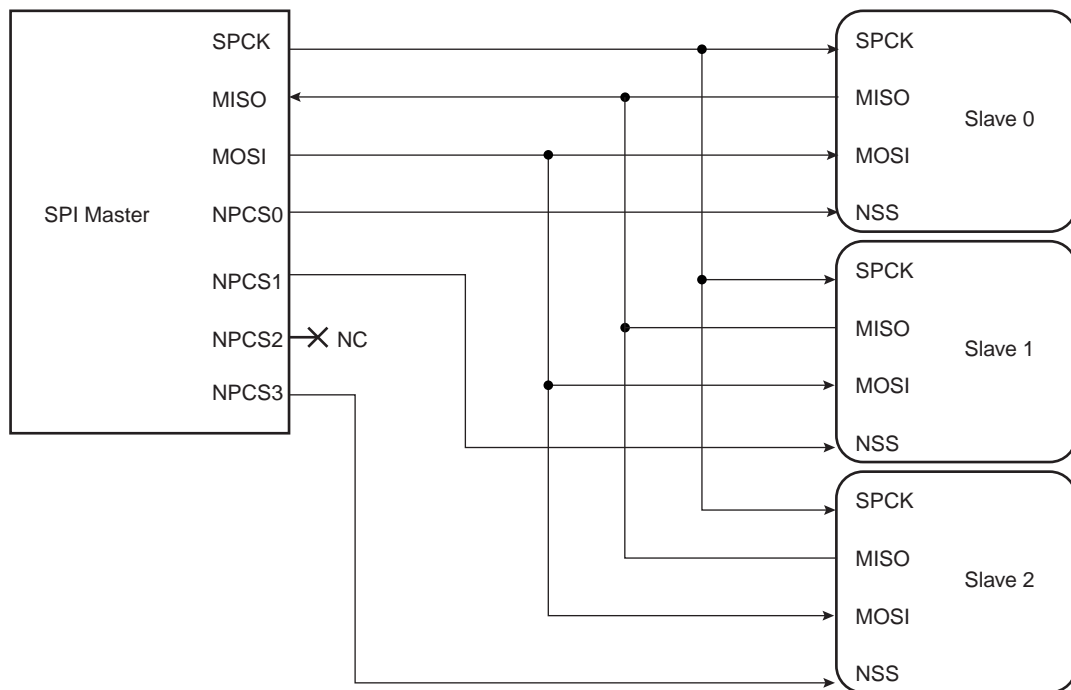 SPI Master
SPCK
MISO
MOSI
NPCS0
NPCS1
NPCS2
NC
NPCS3
SPCK
MISO
Slave 0
MOSI
NSS
SPCK
MISO
Slave 1
MOSI
NSS
SPCK
MISO
Slave 2
MOSI
NSS